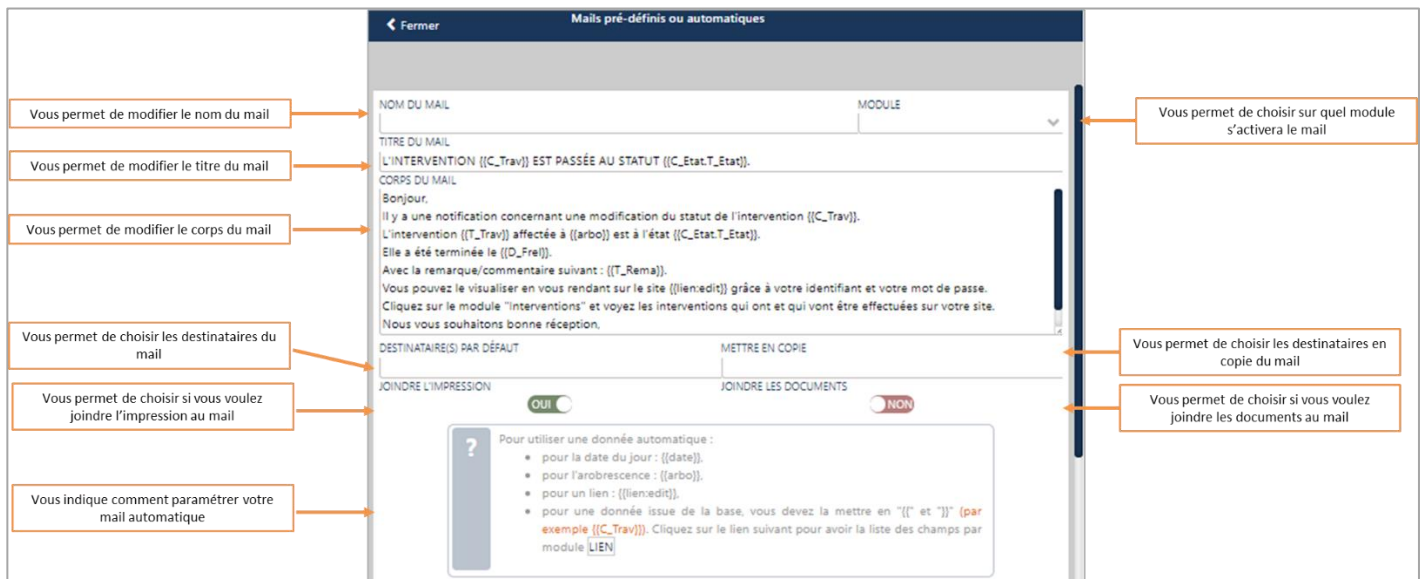 Fermer
Mails pré-définis ou automatiques
Vous permet de modifier le nom du mail
NOM DU MAIL
MODULE
Vous permet de choisir sur quel module
s'activera le mail
Vous permet de modifier le titre du mail
TITRE DU MAIL
L'INTERVENTION {{C_Trav}} EST PASSÉE AU STATUT {{C_Etat.T_Etat}}.
Vous permet de modifier le corps du mail
CORPS DU MAIL
Bonjour,
Il y a une notification concernant une modification du statut de l'intervention {{C_Trav}}.
L'intervention {{T_Trav}} affectée à {{arbo}} est à l'état {{C_Etat.T_Etat}}.
Elle a été terminée le {{D_Frel}}.
Avec la remarque/commentaire suivant : {{T_Rema}}.
Vous pouvez le visualiser en vous rendant sur le site {{lien:edit}} grâce à votre identifiant et votre mot de passe.
Cliquez sur le module "Interventions" et voyez les interventions qui ont et qui vont être effectuées sur votre site.
Nous vous souhaitons bonne réception,
Vous permet de choisir les destinataires du
mail
DESTINATAIRE(S) PAR DÉFAUT
METTRE EN COPIE
Vous permet de choisir les destinataires en
copie du mail
Vous permet de choisir si vous voulez
joindre l'impression au mail
JOINDRE L'IMPRESSION
OUI
JOINDRE LES DOCUMENTS
NON
Vous permet de choisir si vous voulez
joindre les documents au mail
Vous indique comment paramétrer votre
mail automatique
?
Pour utiliser une donnée automatique :
• pour la date du jour : {{date}},
• pour l'arobrescence : {{arbo}},
• pour un lien : {{lien:edit}},
• pour une donnée issue de la base, vous devez la mettre en "{{" et "}}" (par
exemple {{C_Trav}}). Cliquez sur le lien suivant pour avoir la liste des champs par
module LIEN